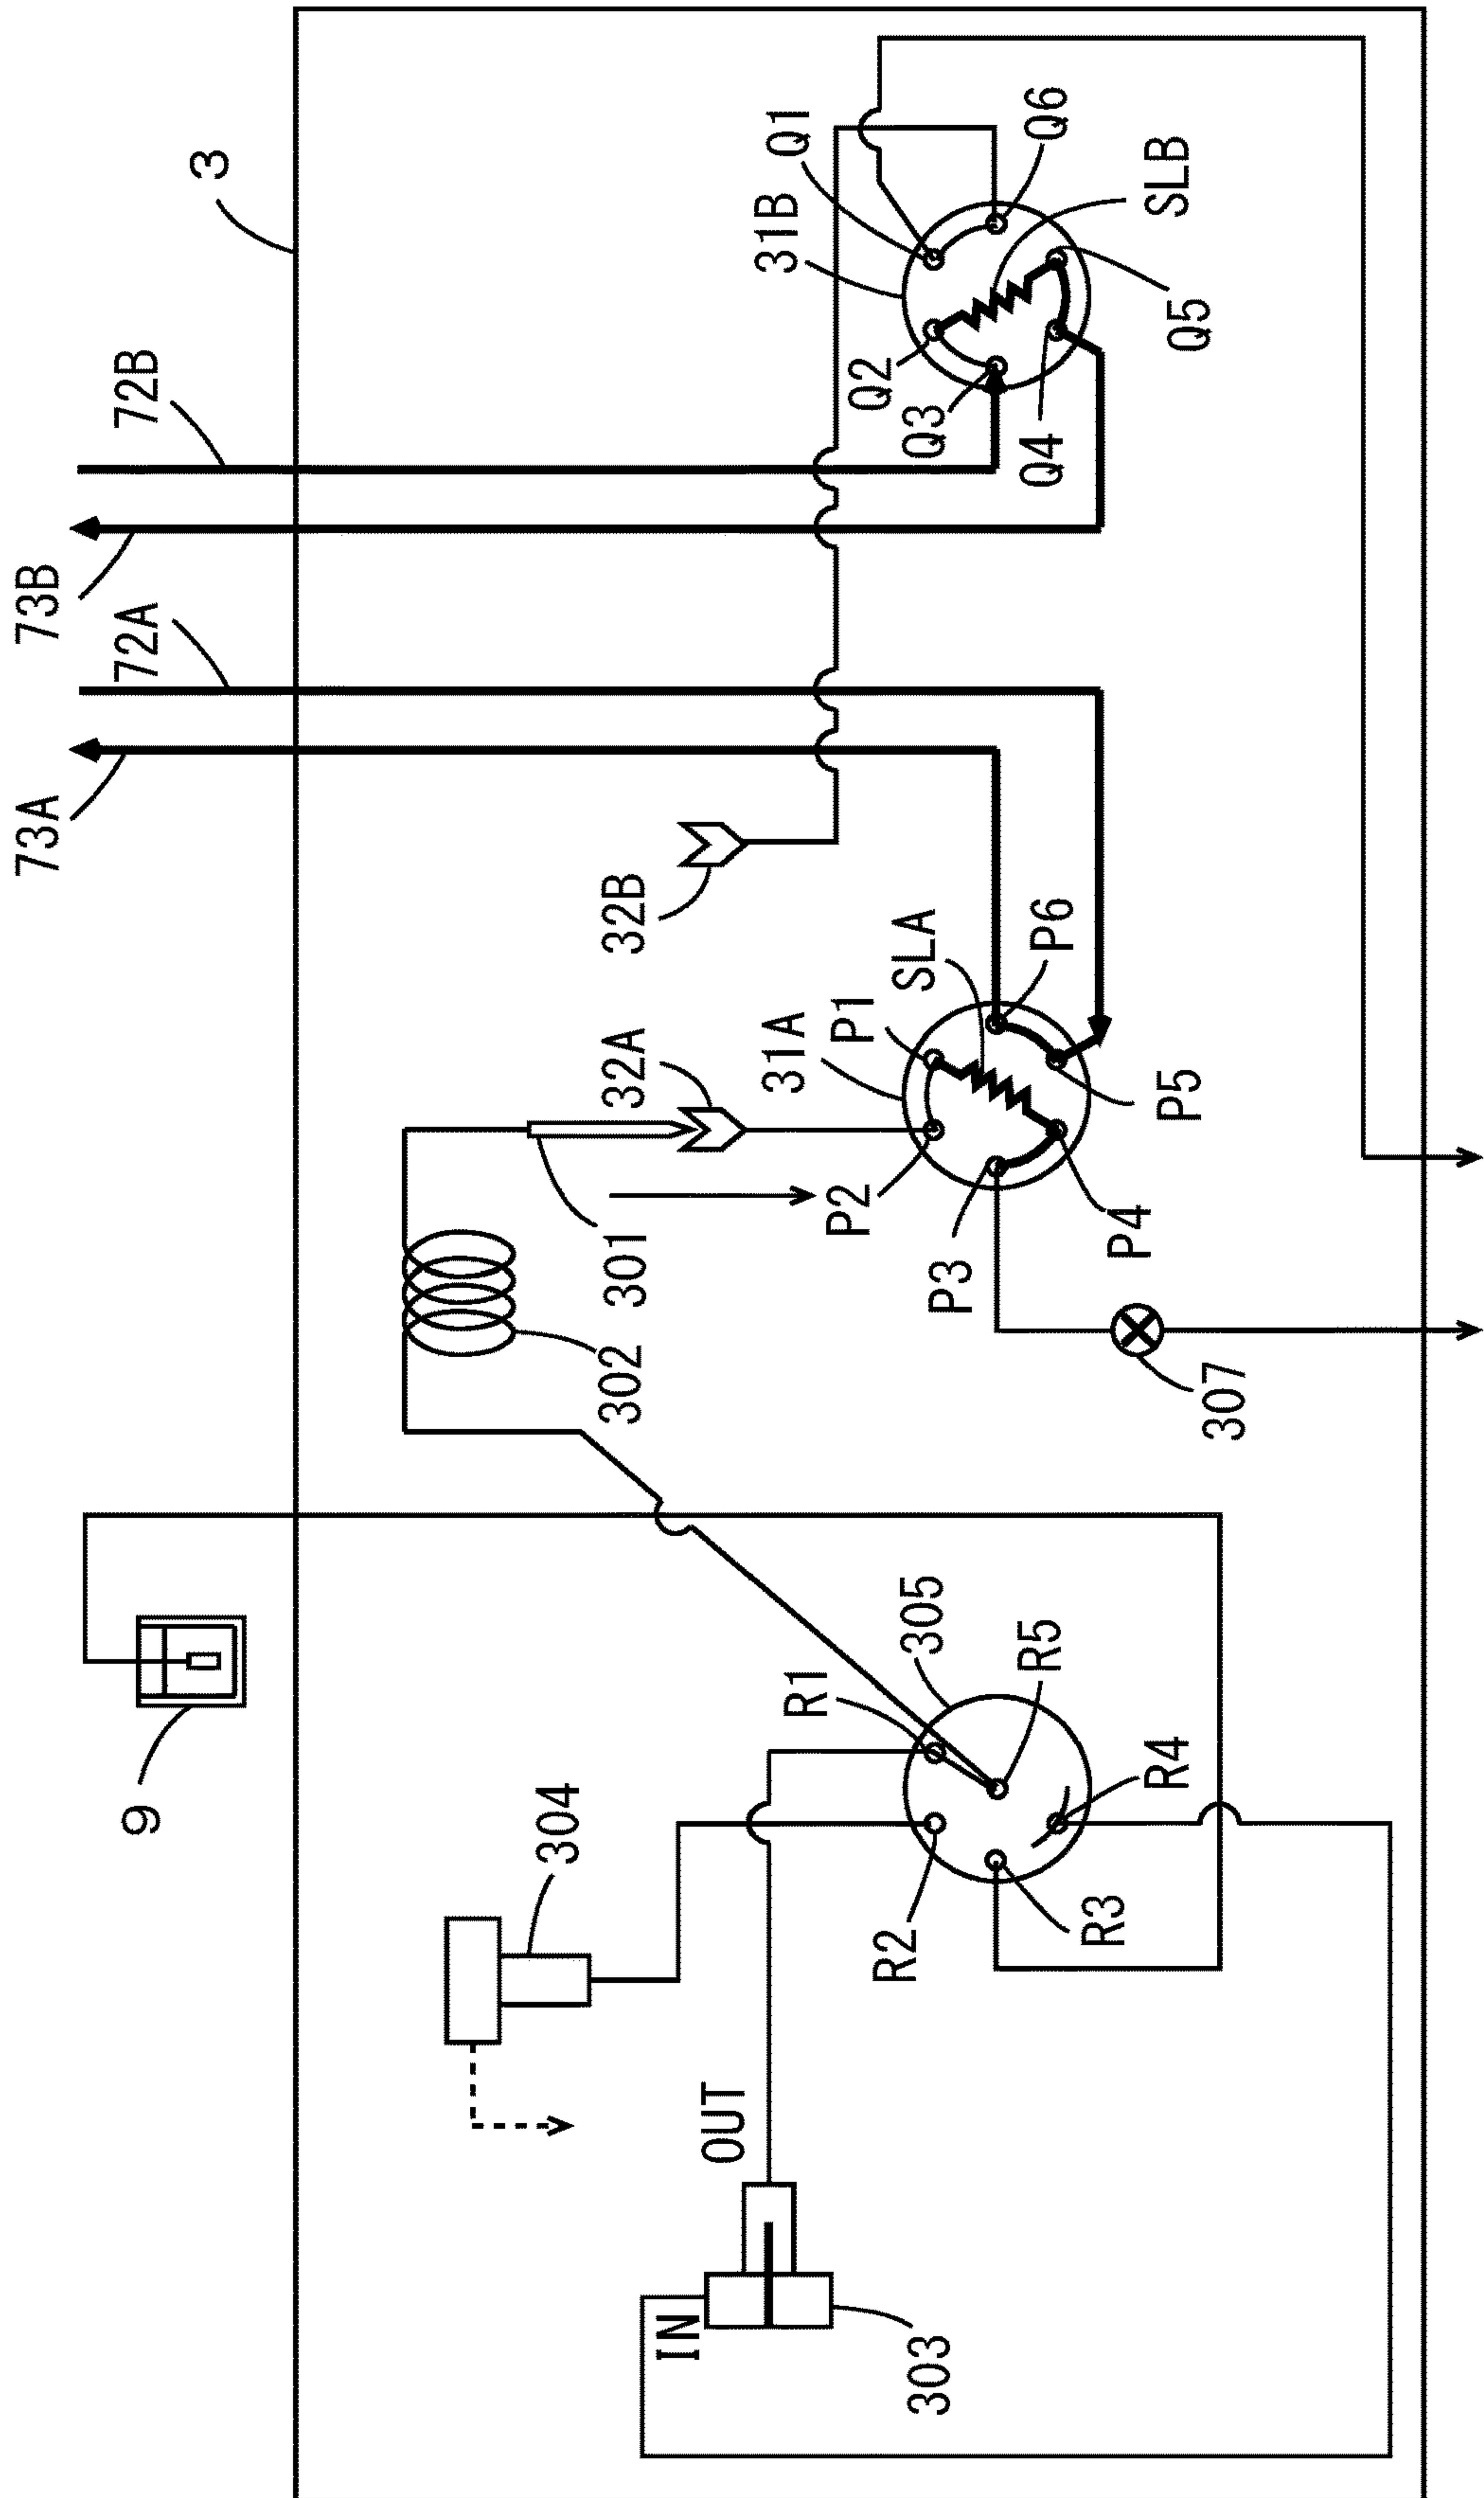 3
72B
73B
72A
73A
9
31B
Q1
Q6
SLB
Q2
Q3
Q4
Q5
32B
SLA
P1
P6
31A
32A
P5
P2
P4
P3
301
302
307
305
R1
R5
R4
R2
R3
304
OUT
IN
303